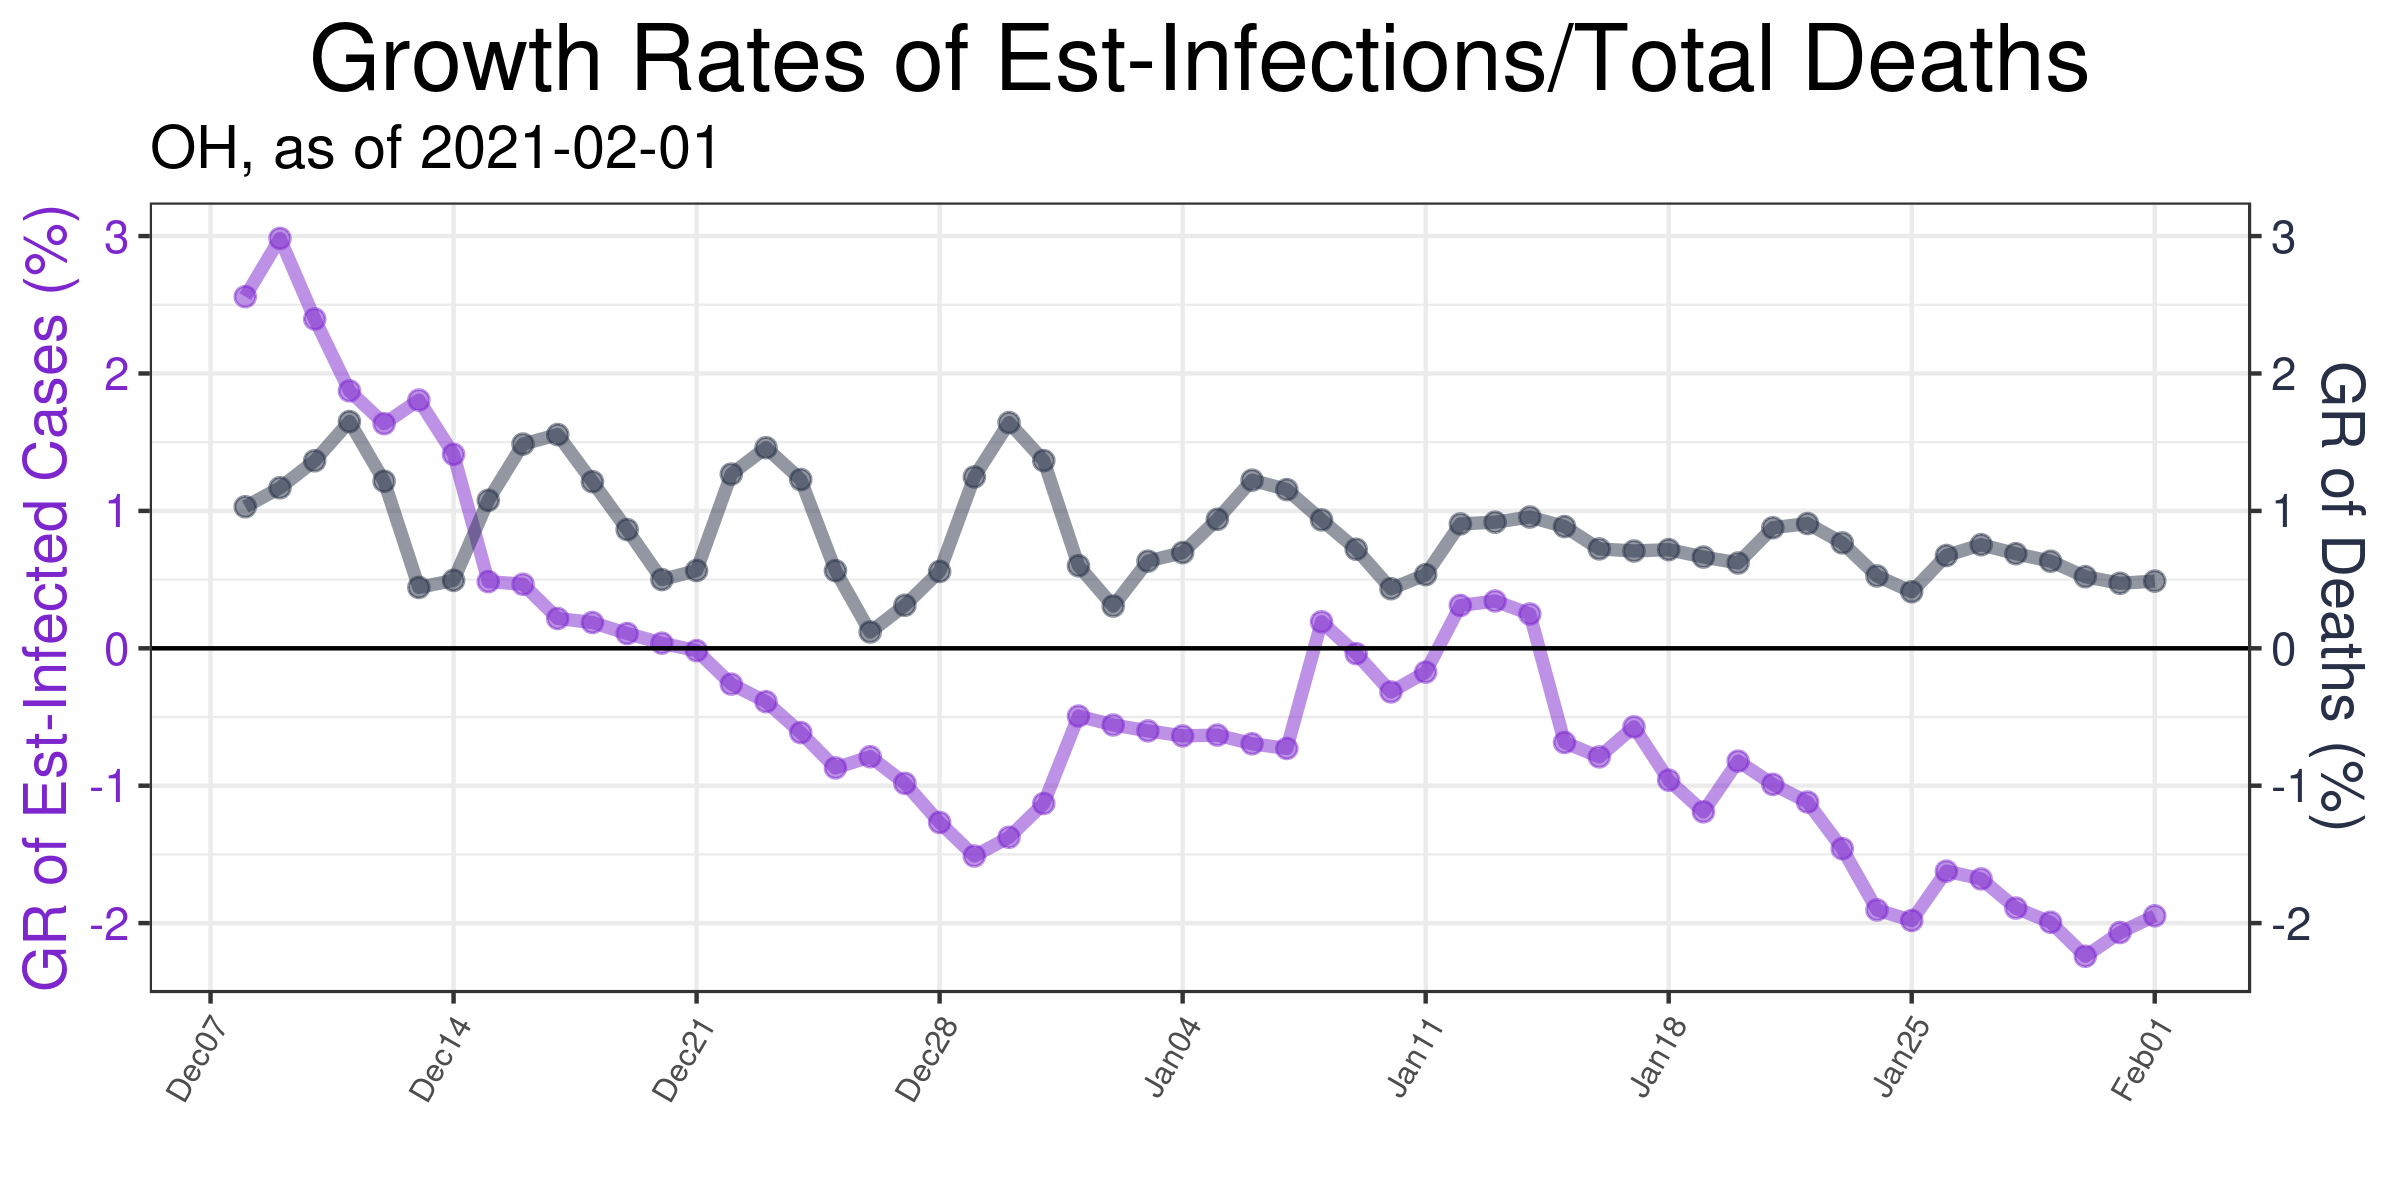 Growth Rates of Est-Infections/Total Deaths
OH, as of 2021-02-01
GR of Est-Infected Cases (%)
3
2
1
0
-1
-2
3
2
1
0
-1
-2
GR of Deaths (%)
Dec07
Dec14
Dec21
Dec28
Jan04
Jan11
Jan18
Jan25
Feb01